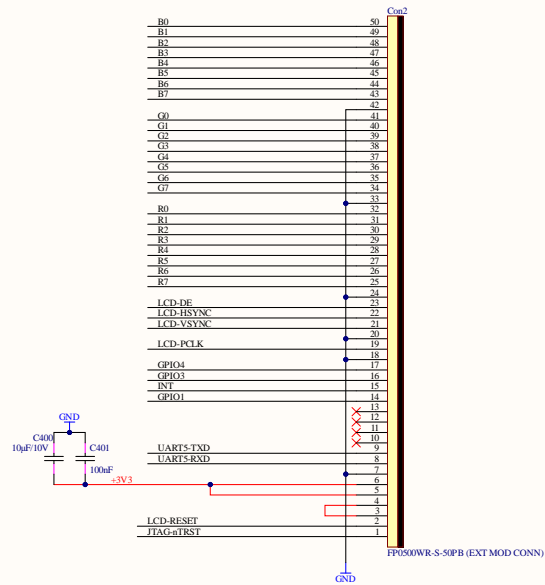 Con2
B0 50
B1 49
B2 48
B3 47
B4 46
B5 45
B6 44
B7 43
42
G0 41
G1 40
G2 39
G3 38
G4 37
G5 36
G6 35
G7 34
33
R0 32
R1 31
R2 30
R3 29
R4 28
R5 27
R6 26
R7 25
24
LCD-DE 23
LCD-HSYNC 22
LCD-VSYNC 21
20
LCD-PCLK 19
18
GPIO4 17
GPIO3 16
INT 15
GPIO1 14
13
12
11
10
GND
C400
10µF/10V
C401
100nF
UART5-TXD 9
UART5-RXD 8
7
+3V3 6
5
4
3
LCD-RESET 2
JTAG-nTRST 1
FP0500WR-S-50PB (EXT MOD CONN)
GND